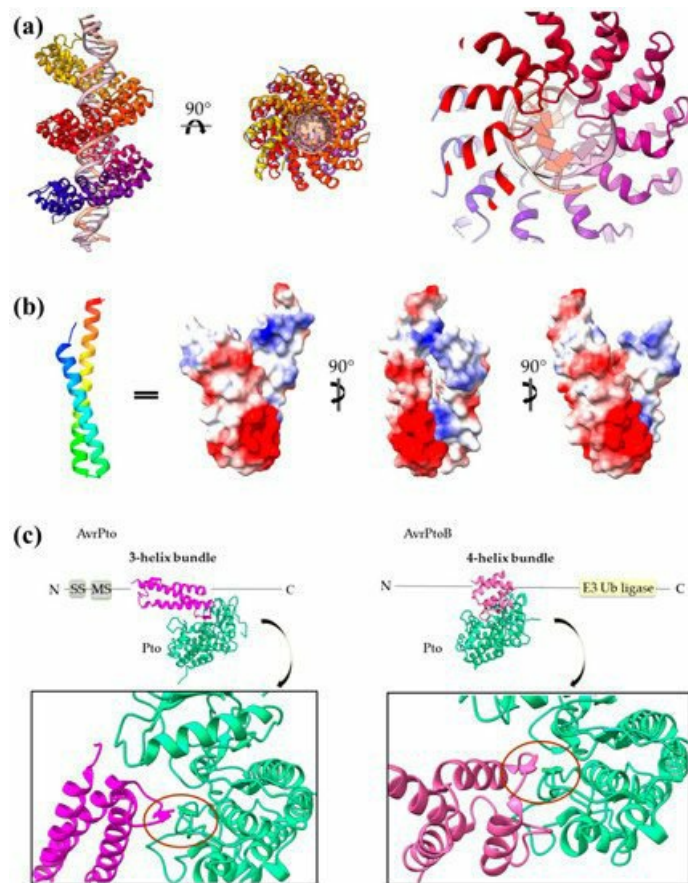 (a)
90°
(b)
=
90°
90°
(c)
AvrPto
3-helix bundle
N SS MS C
Pto
AvrPtoB
4-helix bundle
N E3 Ub ligase C
Pto